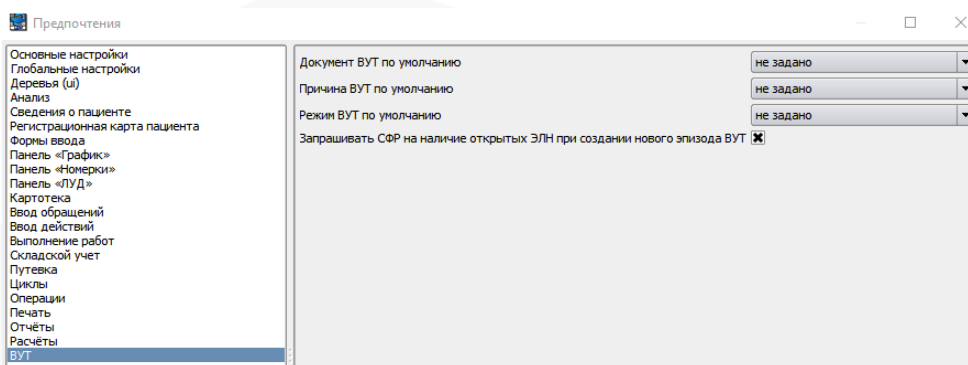 Предпочтения
Основные настройки
Глобальные настройки
Деревья (ui)
Анализ
Сведения о пациенте
Регистрационная карта пациента
Формы ввода
Панель «График»
Панель «Номерки»
Панель «ЛУД»
Картотека
Ввод обращений
Ввод действий
Выполнение работ
Складской учет
Путевка
Циклы
Операции
Печать
Отчёты
Расчёты
ВУТ
Документ ВУТ по умолчанию не задано
Причина ВУТ по умолчанию не задано
Режим ВУТ по умолчанию не задано
Запрашивать СФР на наличие открытых ЭЛН при создании нового эпизода ВУТ